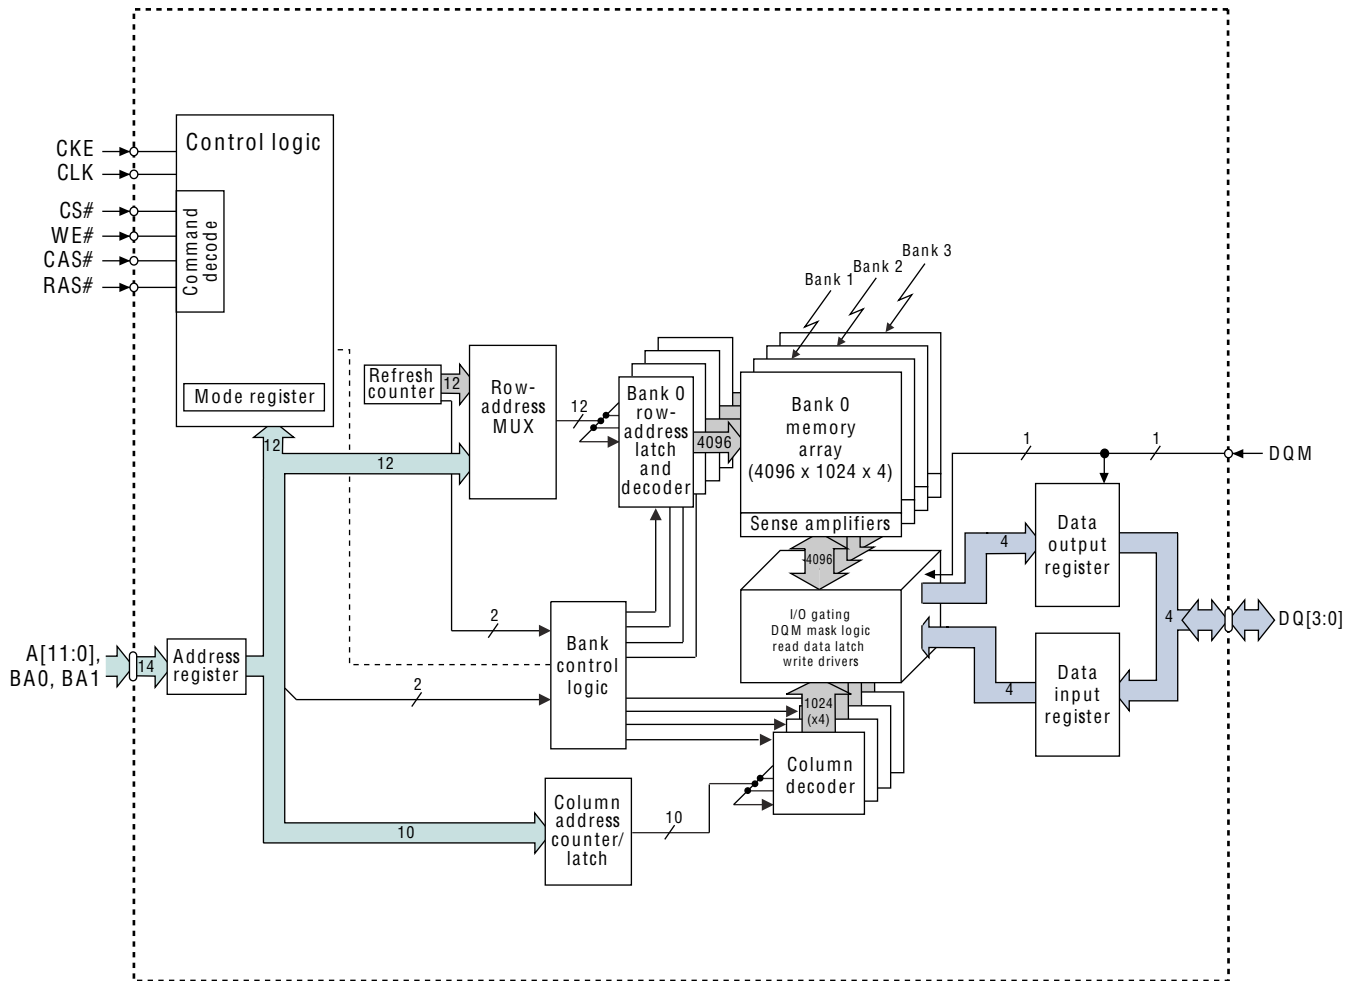 Control logic
CKE
CLK
CS#
WE#
CAS#
RAS#
Command
decode
Mode register
Bank 3
Bank 2
Bank 1
Refresh
counter
12
Row-
address
MUX
12
Bank 0
row-
address
latch
and
decoder
4096
Bank 0
memory
array
(4096 x 1024 x 4)
Sense amplifiers
12
12
1
1
DQM
4096
4
Data
output
register
I/O gating
DQM mask logic
read data latch
write drivers
2
Bank
control
logic
4
DQ[3:0]
A[11:0],
BA0, BA1
14
Address
register
2
4
Data
input
register
1024
(x4)
Column
decoder
10
Column
address
counter/
latch
10